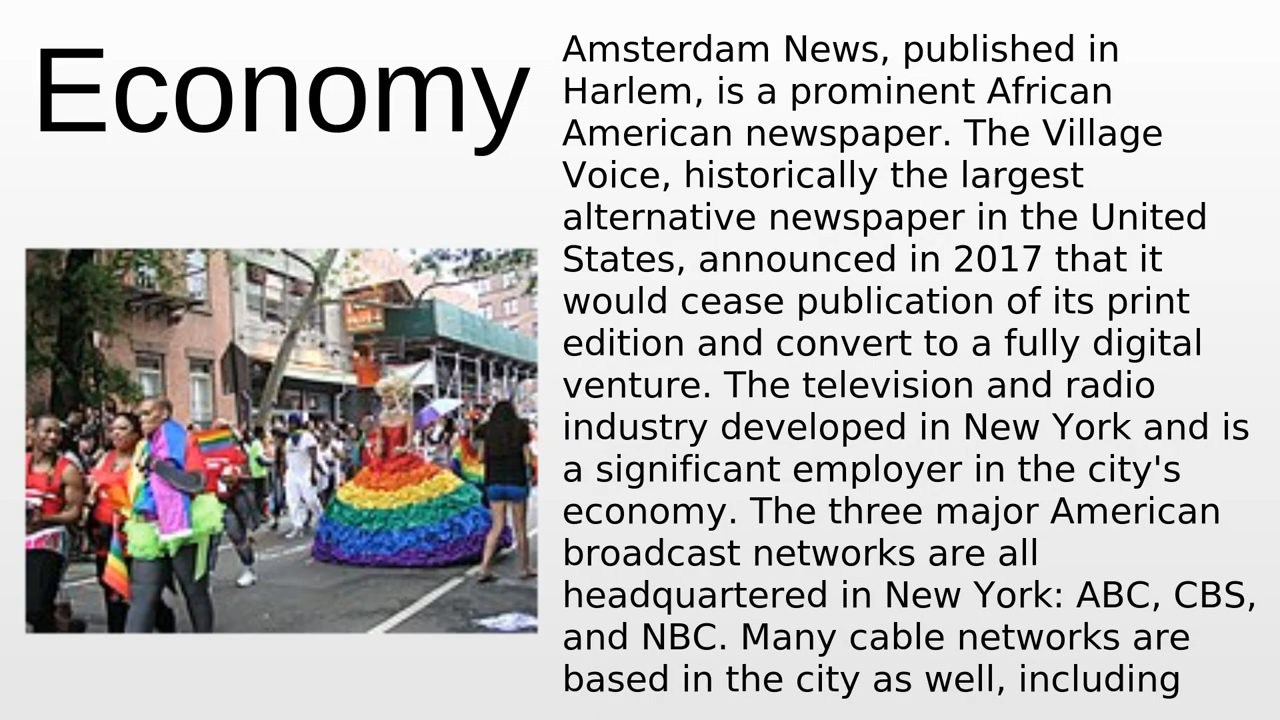 Economy
Amsterdam News, published in
Harlem, is a prominent African
American newspaper. The Village
Voice, historically the largest
alternative newspaper in the United
States, announced in 2017 that it
would cease publication of its print
edition and convert to a fully digital
venture. The television and radio
industry developed in New York and is
a significant employer in the city's
economy. The three major American
broadcast networks are all
headquartered in New York: ABC, CBS,
and NBC. Many cable networks are
based in the city as well, including